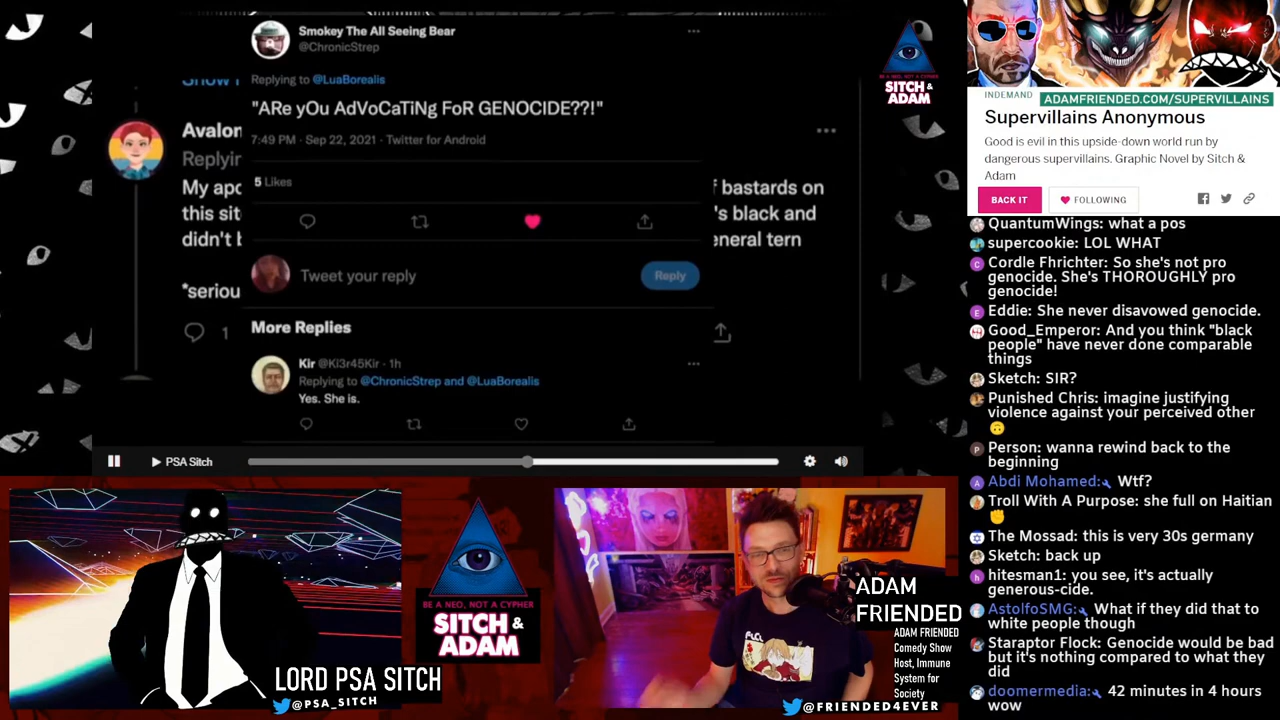 Smokey The All Seeing Bear
@ChronicStrep
Replying to @LuaBorealis
"ARe yOu AdVoCaTiNg FoR GENOCIDE??!"
7:49 PM · Sep 22, 2021 · Twitter for Android
5 Likes
Tweet your reply
Reply
More Replies
Kir @Ki3r45Kir · 1h
Replying to @ChronicStrep and @LuaBorealis
Yes. She is.
Avalon
Replyin
My apo
f bastards on
this sit
's black and
didn't b
eneral tern
*seriou
1
PSA Sitch
BE A NEO, NOT A CYPHER
SITCH &
ADAM
INDEMAND
ADAMFRIENDED.COM/SUPERVILLAINS
Supervillains Anonymous
Good is evil in this upside-down world run by
dangerous supervillains. Graphic Novel by Sitch &
Adam
BACK IT
FOLLOWING
QuantumWings: what a pos
supercookie: LOL WHAT
Cordle Fhrichter: So she's not pro
genocide. She's THOROUGHLY pro
genocide!
Eddie: She never disavowed genocide.
Good_Emperor: And you think "black
people" have never done comparable
things
Sketch: SIR?
Punished Chris: imagine justifying
violence against your perceived other
🙃
Person: wanna rewind back to the
beginning
Abdi Mohamed: Wtf?
Troll With A Purpose: she full on Haitian
✊
The Mossad: this is very 30s germany
Sketch: back up
hitesman1: you see, it's actually
generous-cide.
AstolfoSMG: What if they did that to
white people though
Staraptor Flock: Genocide would be bad
but it's nothing compared to what they
did
doomermedia: 42 minutes in 4 hours
wow
LORD PSA SITCH
@PSA_SITCH
BE A NEO, NOT A CYPHER
SITCH &
ADAM
ADAM
FRIENDED
ADAM FRIENDED
Comedy Show
Host, Immune
System for
Society
@FRIENDED4EVER